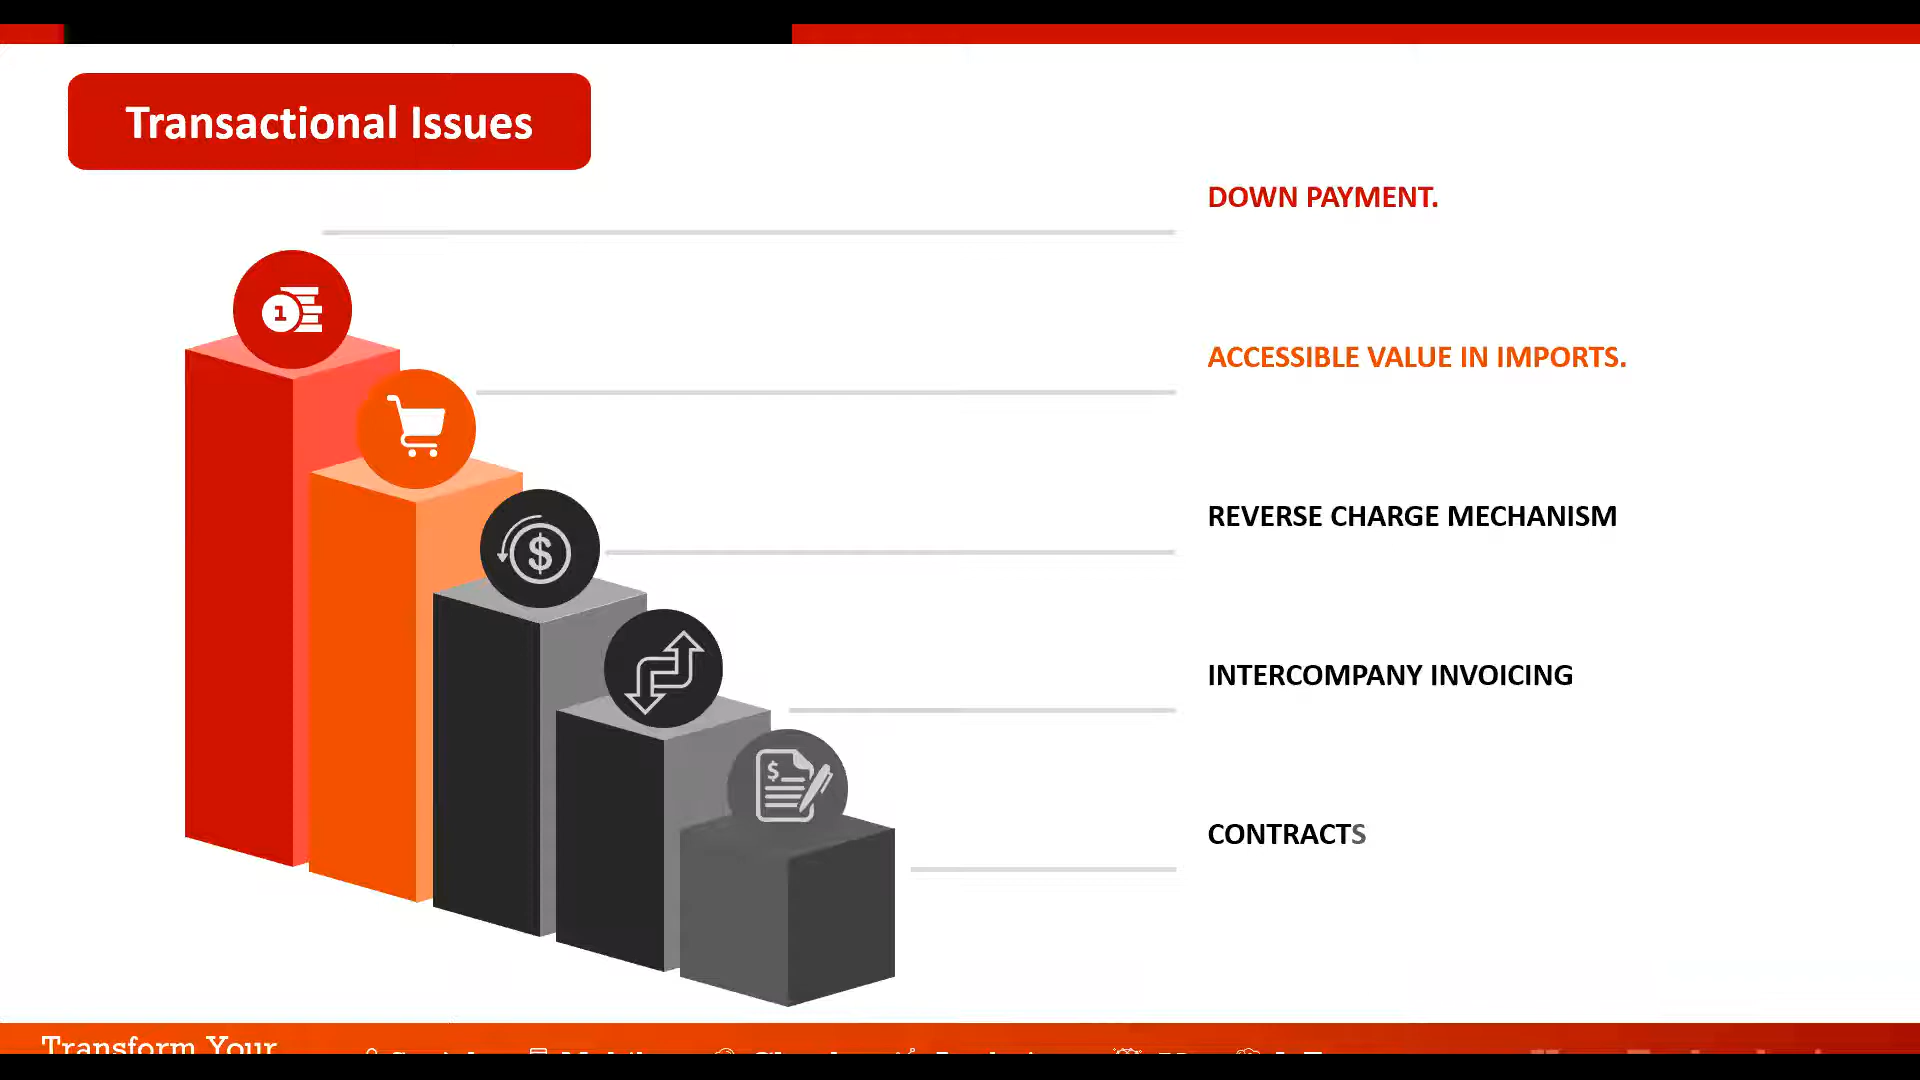 Transactional Issues
DOWN PAYMENT.
1
ACCESSIBLE VALUE IN IMPORTS.
$
REVERSE CHARGE MECHANISM
INTERCOMPANY INVOICING
$
CONTRACTS
Transform Your